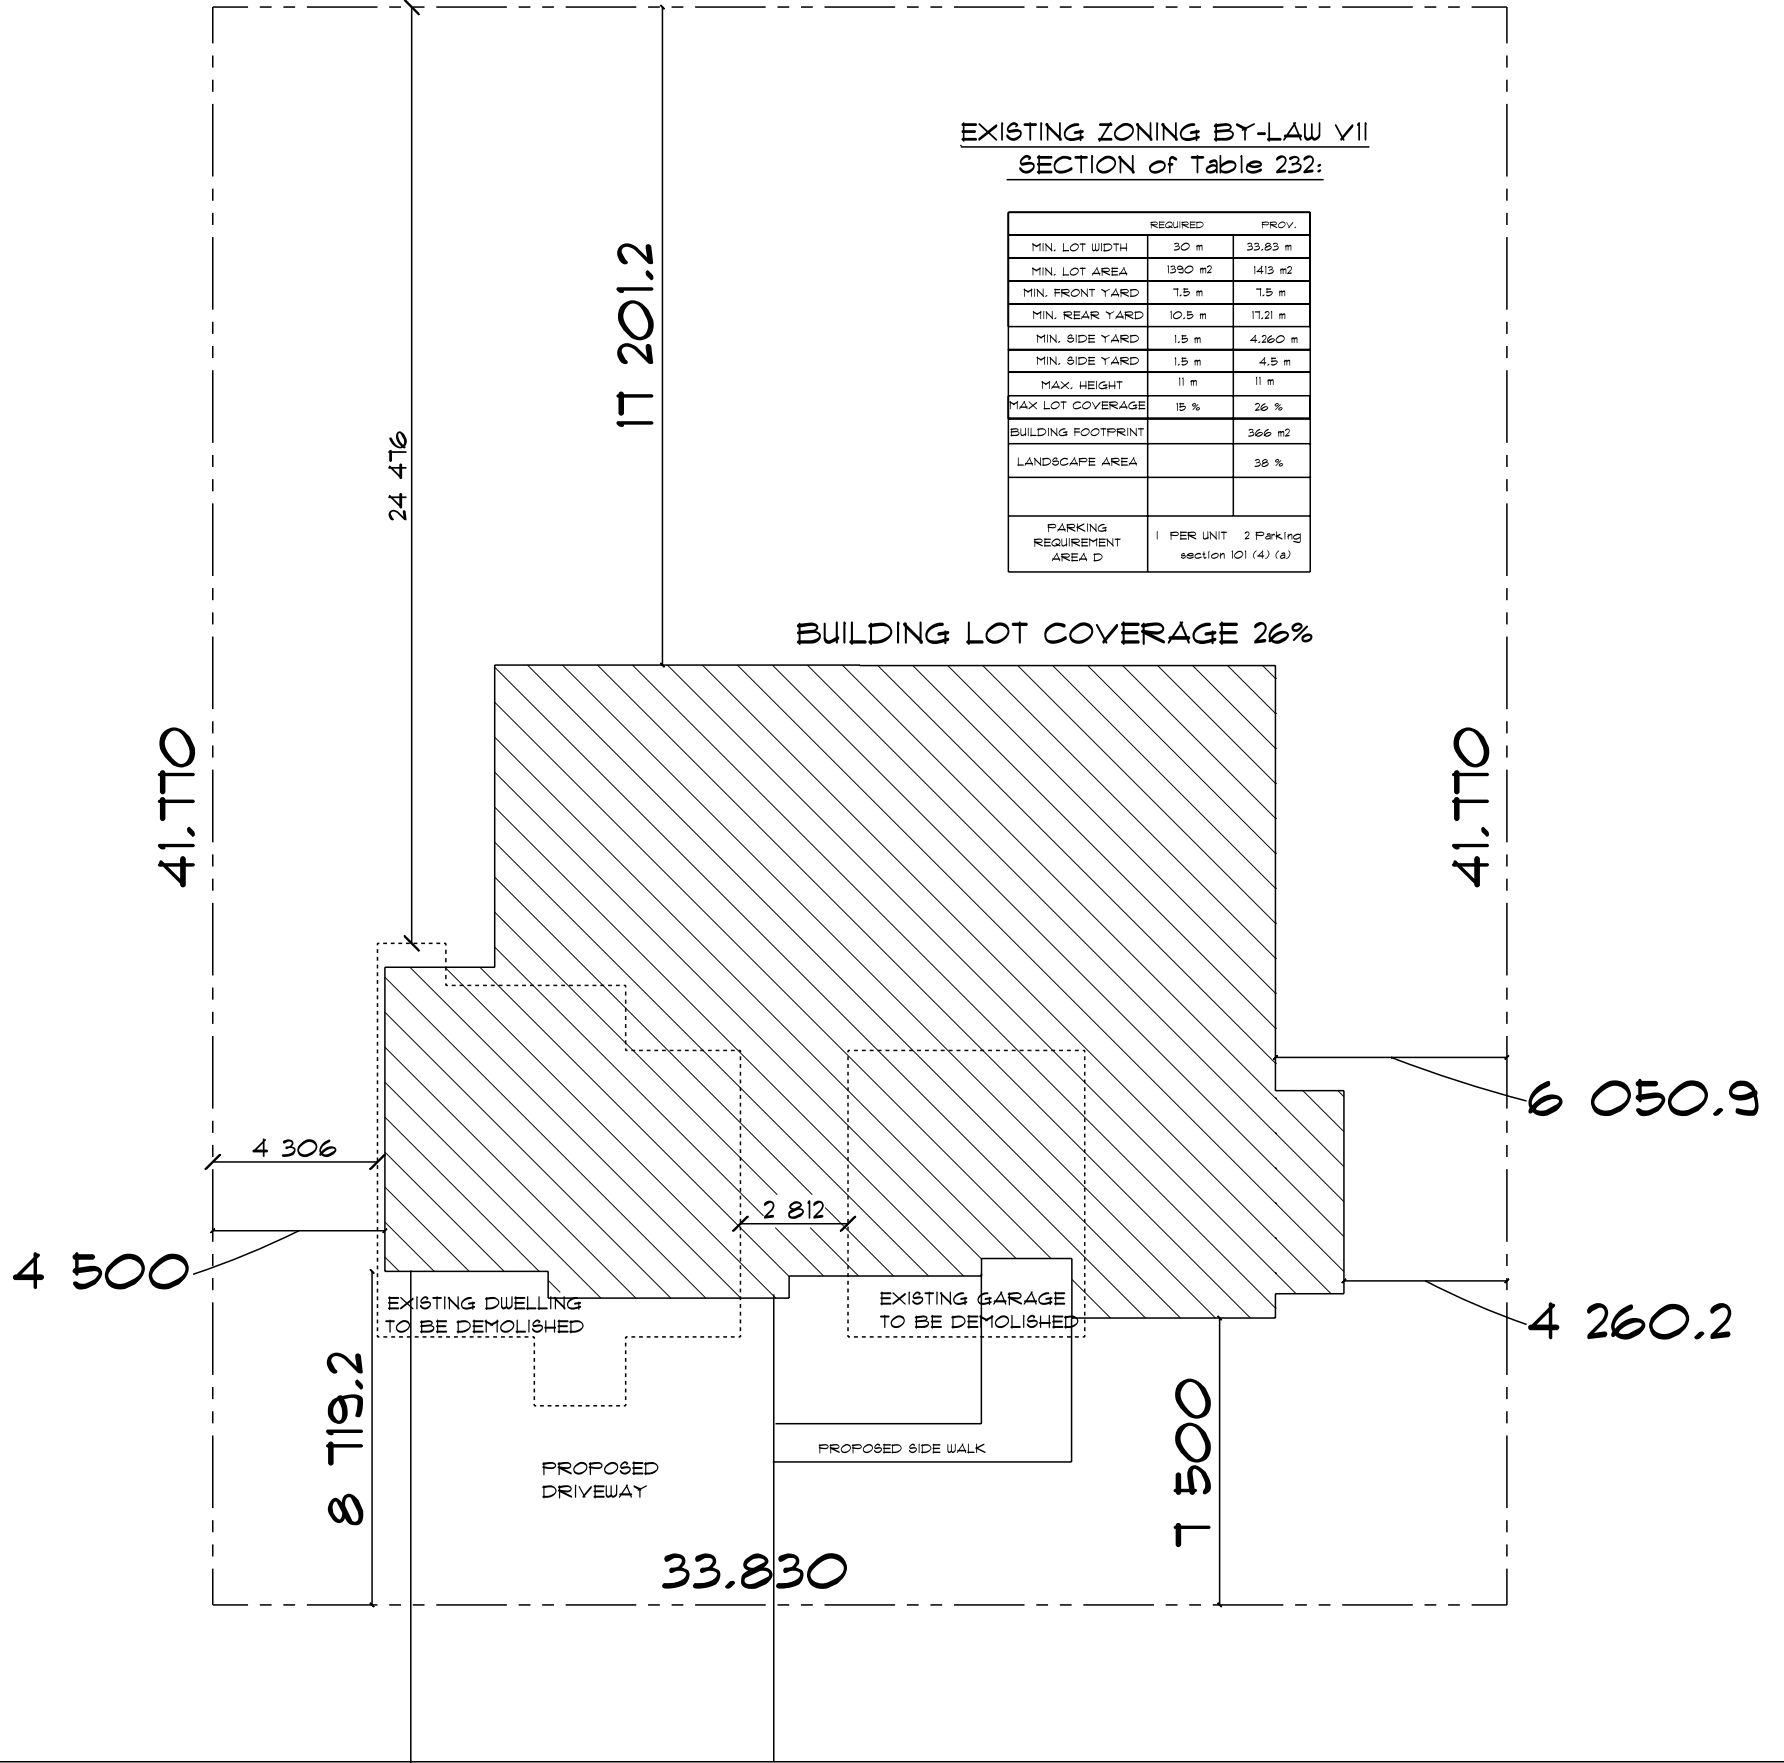 EXISTING ZONING BY-LAW VII
SECTION of Table 232:
REQUIRED PROV.
MIN. LOT WIDTH 30 m 33.83 m
MIN. LOT AREA 1390 m2 1413 m2
MIN. FRONT YARD 7.5 m 7.5 m
MIN. REAR YARD 10.5 m 17.21 m
MIN. SIDE YARD 1.5 m 4.260 m
MIN. SIDE YARD 1.5 m 4.5 m
MAX. HEIGHT 11 m 11 m
MAX LOT COVERAGE 15 % 26 %
BUILDING FOOTPRINT 366 m2
LANDSCAPE AREA 38 %
PARKING
REQUIREMENT
AREA D
1 PER UNIT 2 Parking
section 101 (4) (a)
17 201.2
24 476
BUILDING LOT COVERAGE 26%
41.770
41.770
6 050.9
4 306
2 812
4 500
EXISTING DWELLING
TO BE DEMOLISHED
EXISTING GARAGE
TO BE DEMOLISHED
4 260.2
8 719.2
7 500
PROPOSED SIDE WALK
PROPOSED
DRIVEWAY
33.830